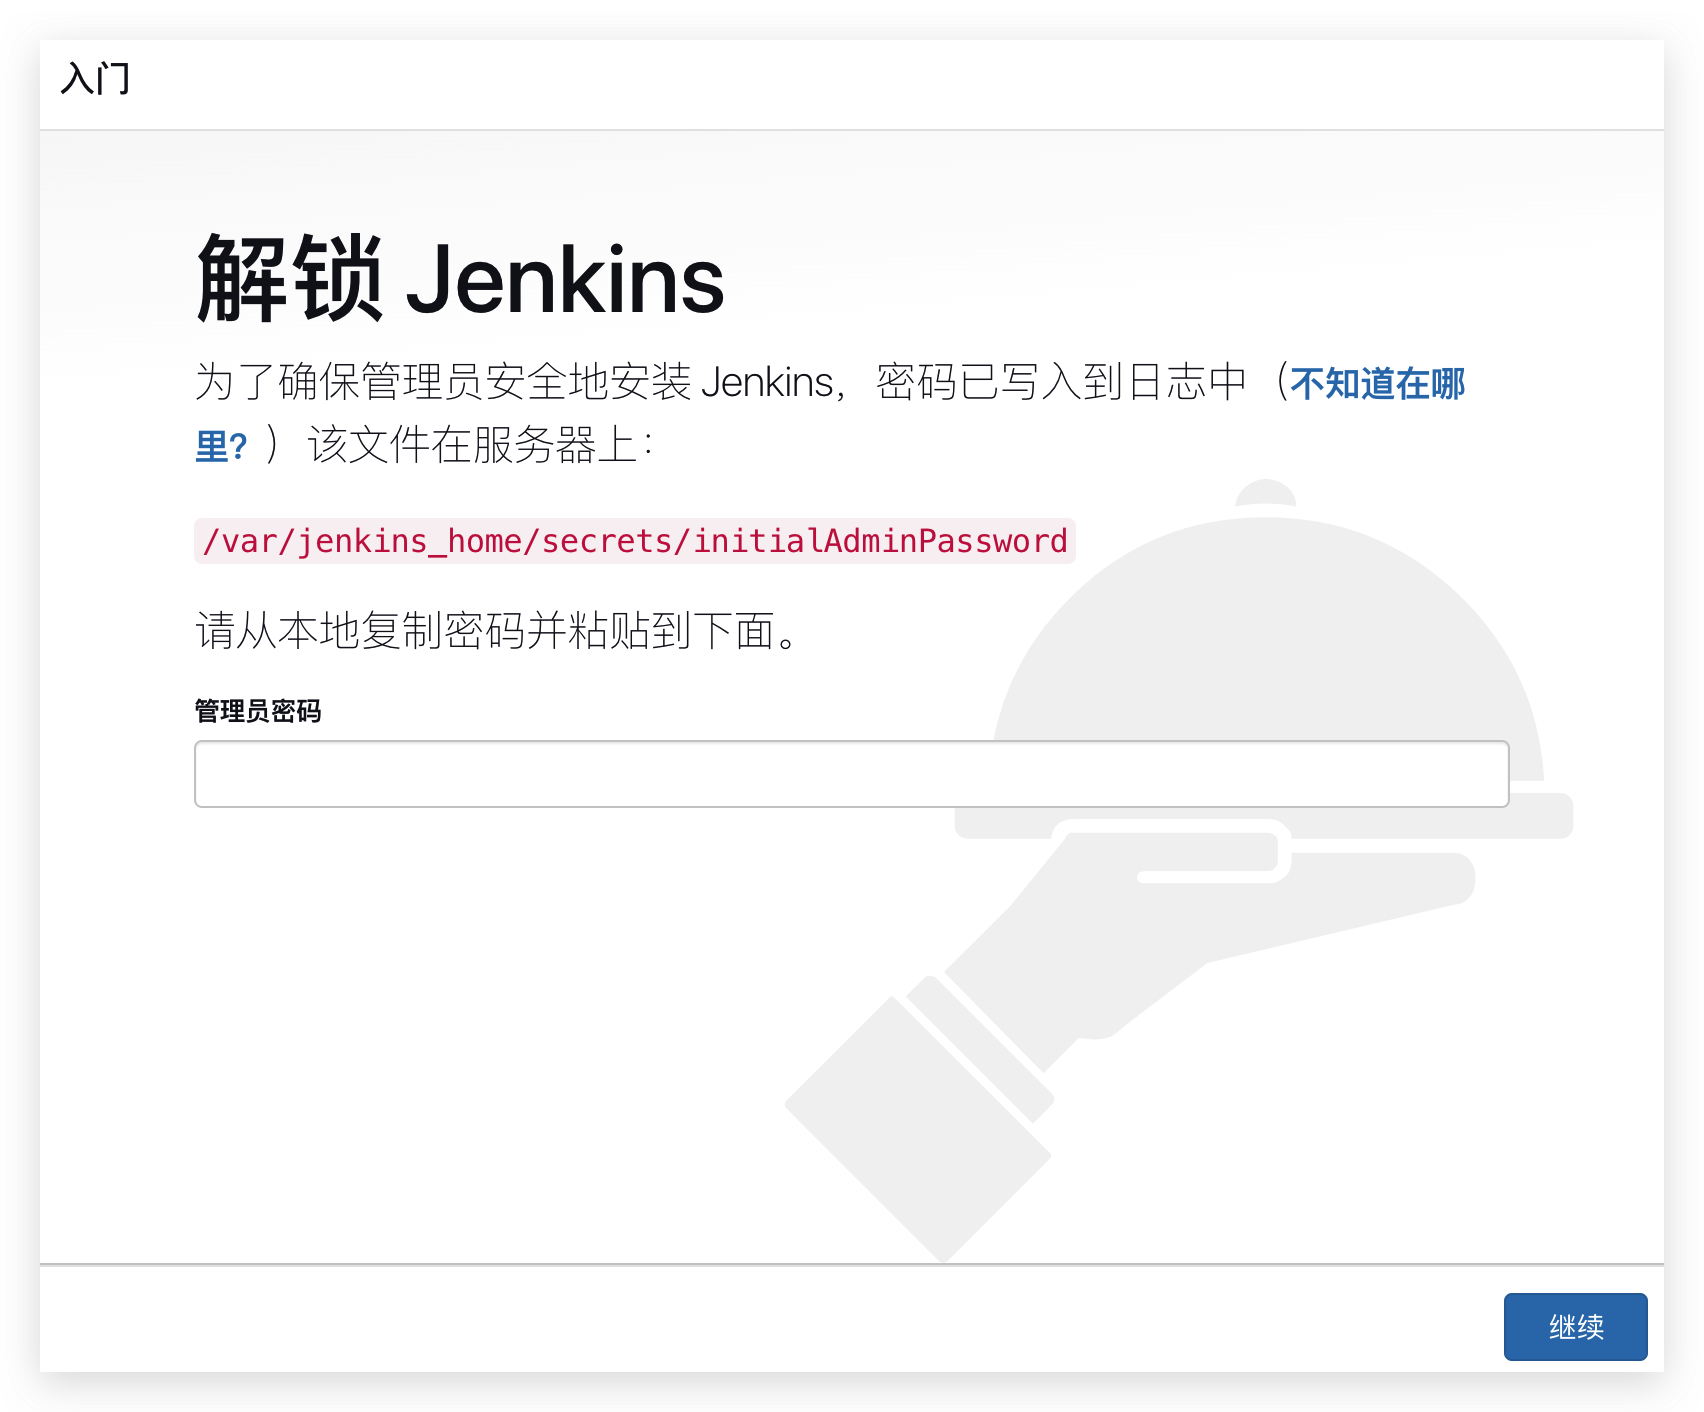 入门
解锁 Jenkins
为了确保管理员安全地安装 Jenkins，密码已写入到日志中（不知道在哪
里？）该文件在服务器上：
/var/jenkins_home/secrets/initialAdminPassword
请从本地复制密码并粘贴到下面。
管理员密码
继续